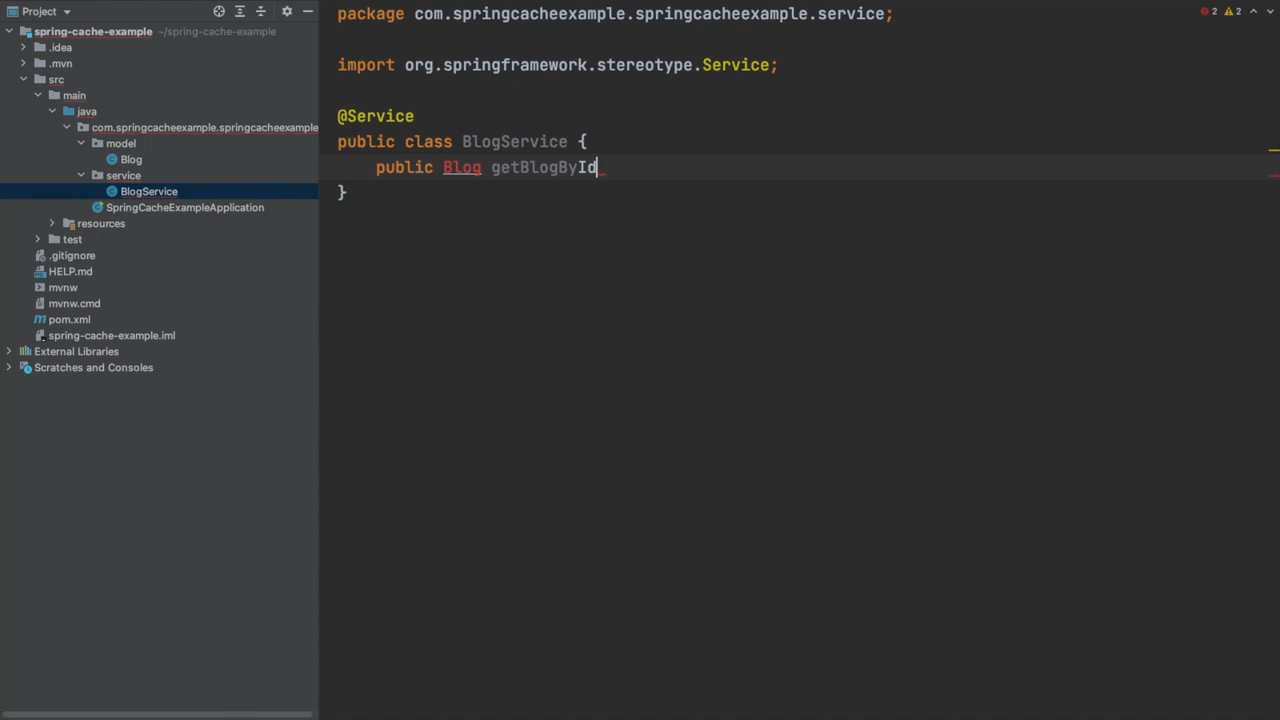 Project
spring-cache-example ~/spring-cache-example
.idea
.mvn
src
main
java
com.springcacheexample.springcacheexample
model
Blog
service
BlogService
SpringCacheExampleApplication
resources
test
.gitignore
HELP.md
mvnw
mvnw.cmd
pom.xml
spring-cache-example.iml
External Libraries
Scratches and Consoles
package com.springcacheexample.springcacheexample.service;
2 2
import org.springframework.stereotype.Service;
@Service
public class BlogService {
public Blog getBlogById
}